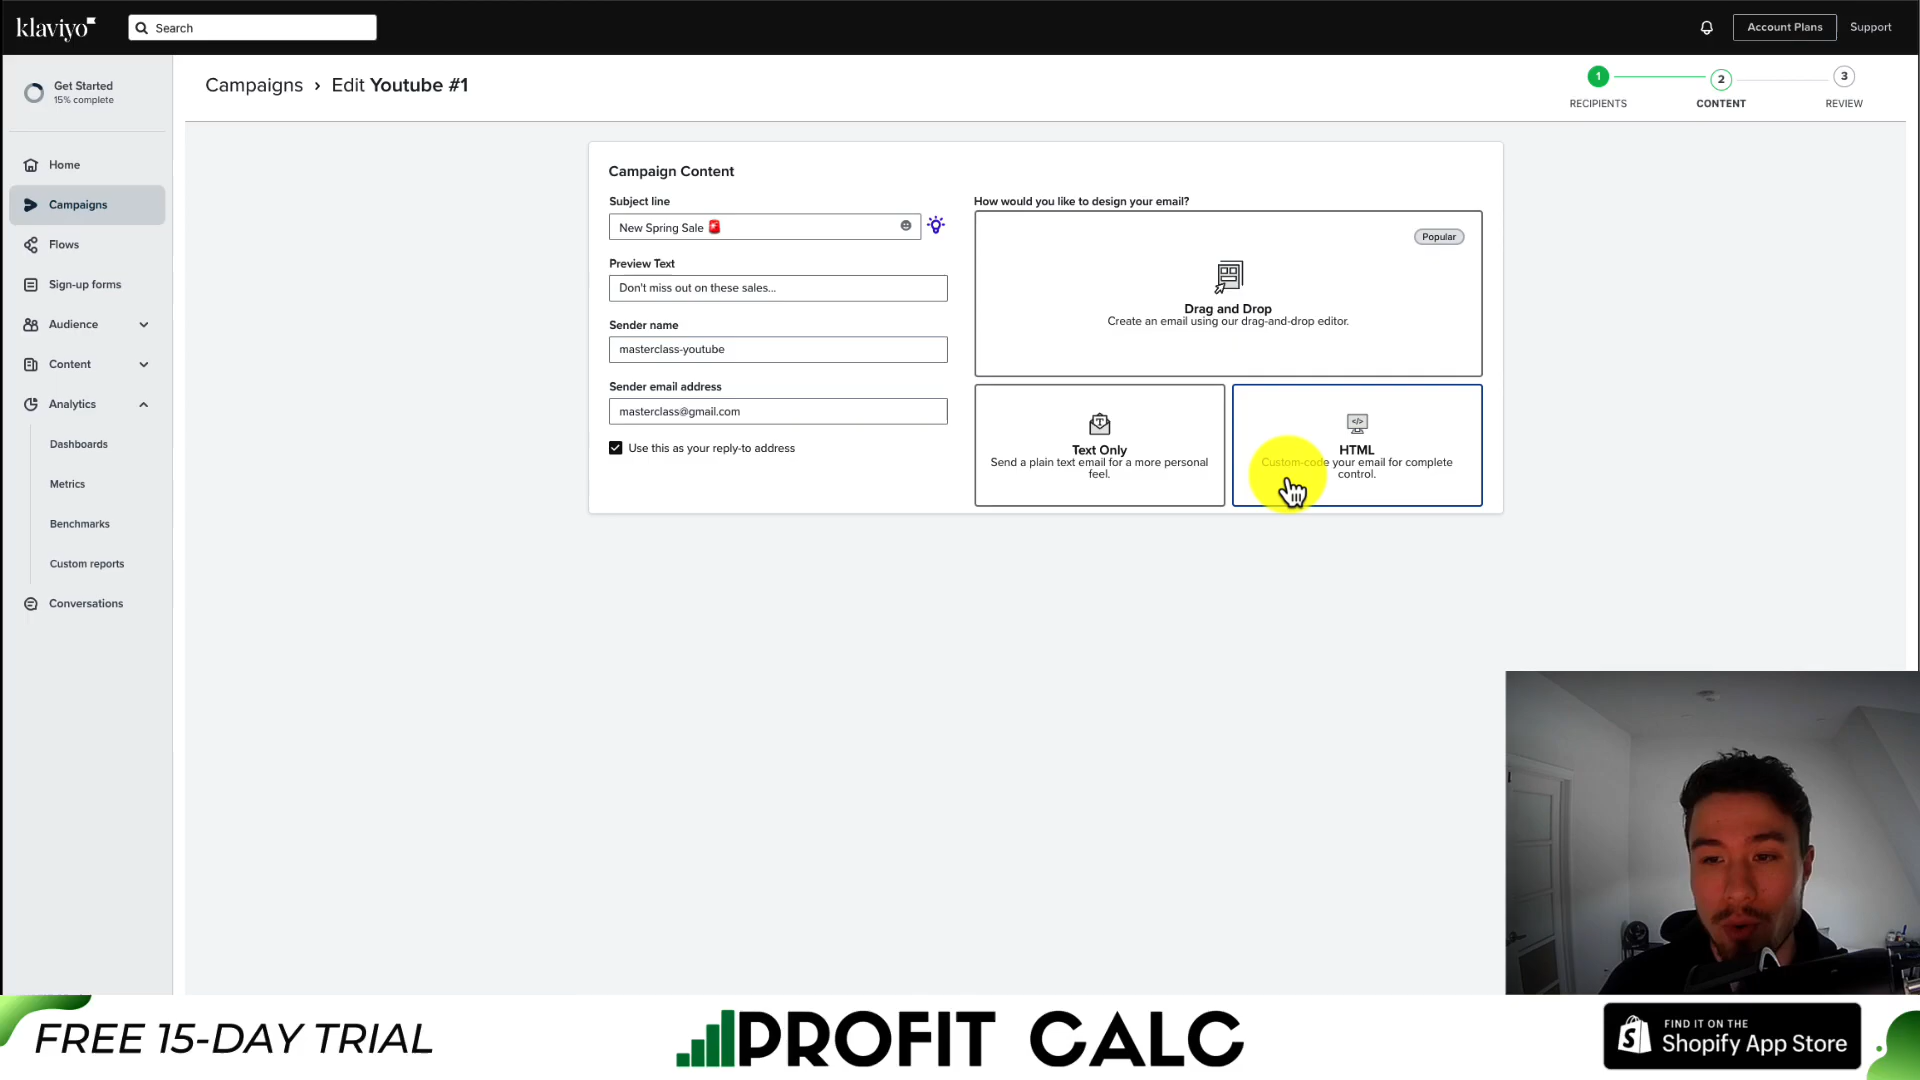 klaviyo
Search
Account Plans
Support
Get Started
15% complete
Campaigns › Edit Youtube #1
1
2
3
RECIPIENTS
CONTENT
REVIEW
Home
Campaigns
Flows
Sign-up forms
Audience
Content
Analytics
Dashboards
Metrics
Benchmarks
Custom reports
Conversations
Campaign Content
Subject line
New Spring Sale 🚨
Preview Text
Don't miss out on these sales...
Sender name
masterclass-youtube
Sender email address
masterclass@gmail.com
Use this as your reply-to address
How would you like to design your email?
Popular
Drag and Drop
Create an email using our drag-and-drop editor.
Text Only
Send a plain text email for a more personal
feel.
HTML
Custom-code your email for complete
control.
FREE 15-DAY TRIAL
PROFIT CALC
FIND IT ON THE
Shopify App Store